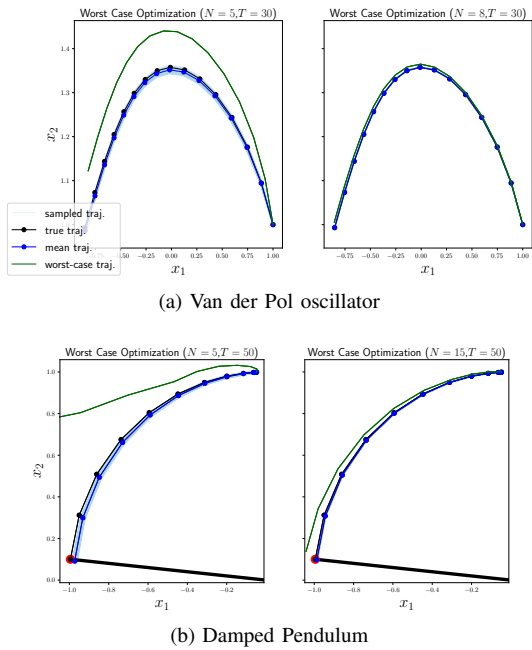 Worst Case Optimization (N = 5,T = 30)
Worst Case Optimization (N = 8,T = 30)
1.4
1.3
1.2
1.1
1.0
x2
-0.50 -0.25 0.00 0.25 0.50 0.75 1.00
x1
-0.75 -0.50 -0.25 0.00 0.25 0.50 0.75 1.00
x1
sampled traj.
true traj.
mean traj.
worst-case traj.
(a) Van der Pol oscillator
Worst Case Optimization (N = 5,T = 50)
Worst Case Optimization (N = 15,T = 50)
1.0
0.8
0.6
0.4
0.2
0.0
x2
-1.0 -0.8 -0.6 -0.4 -0.2
x1
-1.0 -0.8 -0.6 -0.4 -0.2
x1
(b) Damped Pendulum